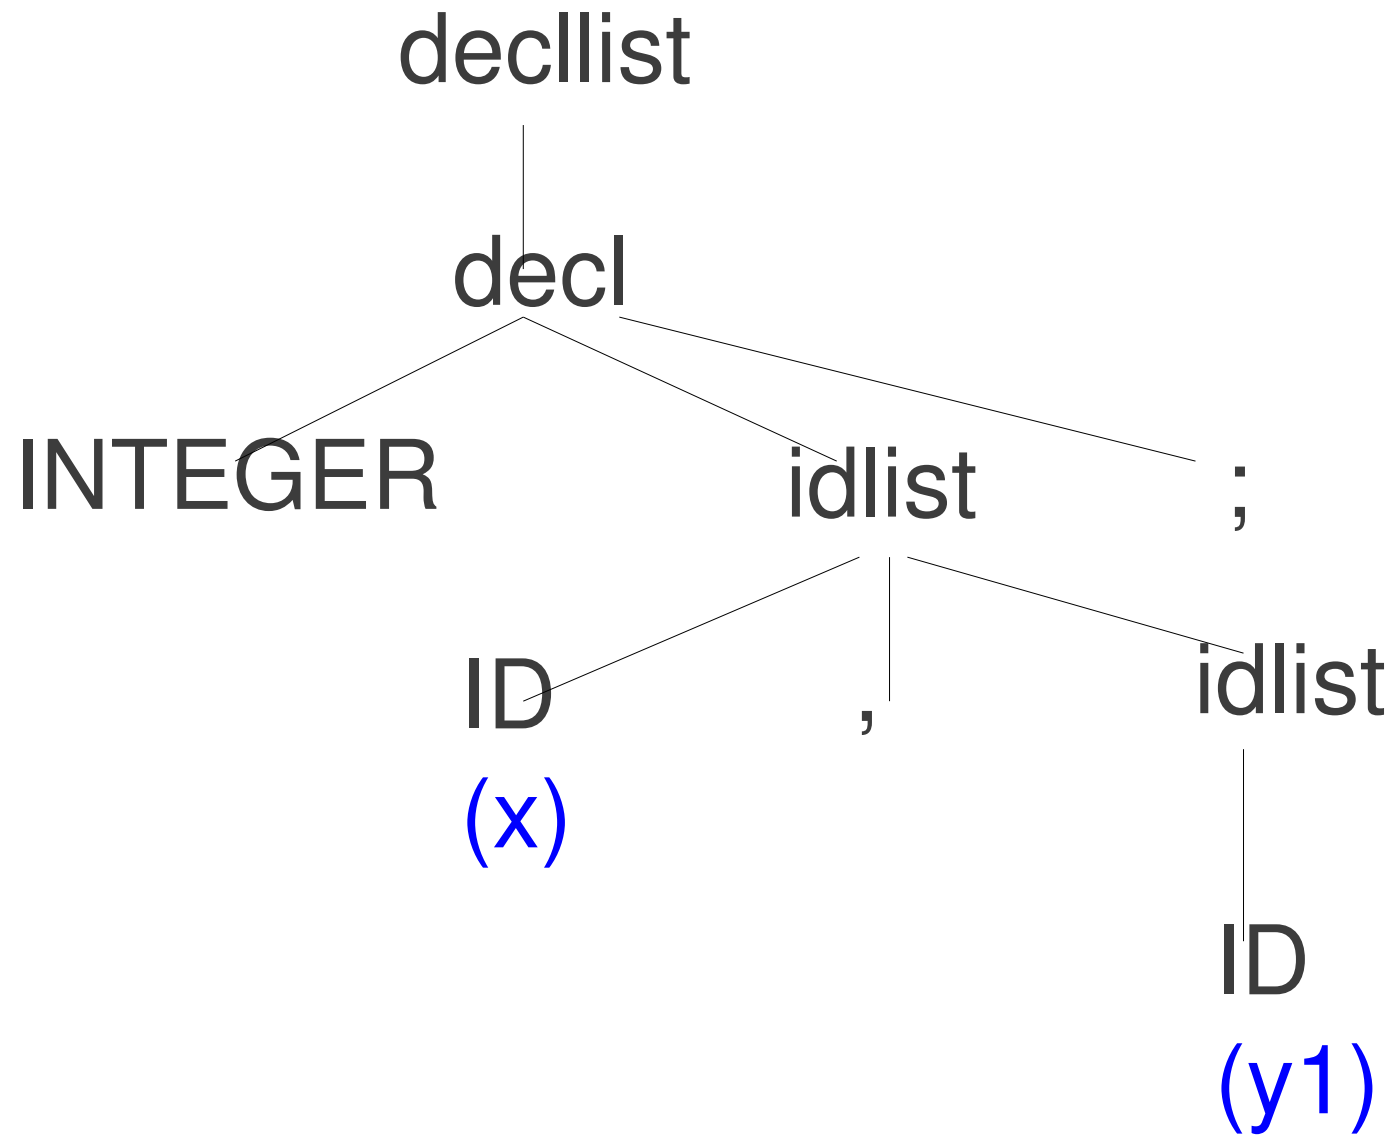 decllist
decl
INTEGER idlist ;
ID , idlist
(x)
ID
(y1)